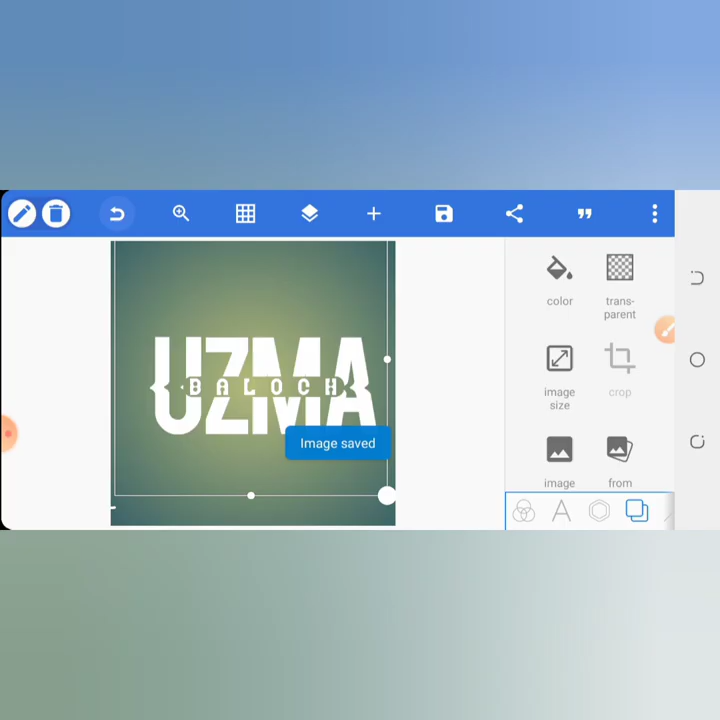 UZMA
BALOCH
Image saved
color
trans-
parent
image
size
crop
image
from